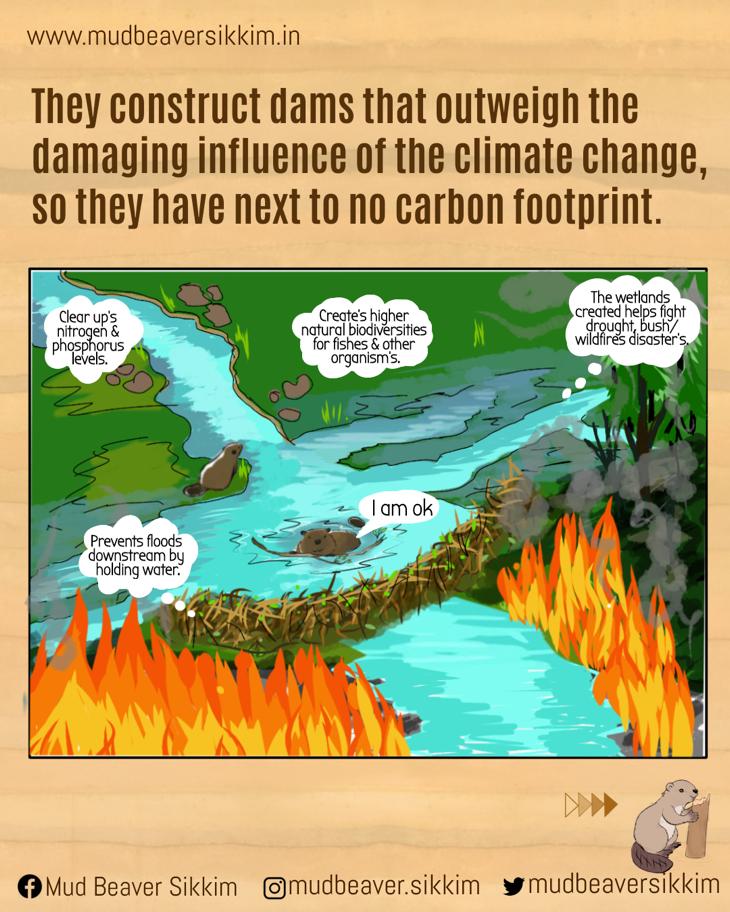 www.mudbeaversikkim.in
They construct dams that outweigh the
damaging influence of the climate change,
so they have next to no carbon footprint.
Clear up's
nitrogen &
phosphorus
levels.
Create's higher
natural biodiversities
for fishes & other
organism's.
The wetlands
created helps fight
drought, bush/
wildfires disaster's.
I am ok
Prevents floods
downstream by
holding water.
Mud Beaver Sikkim
mudbeaver.sikkim
mudbeaversikkim